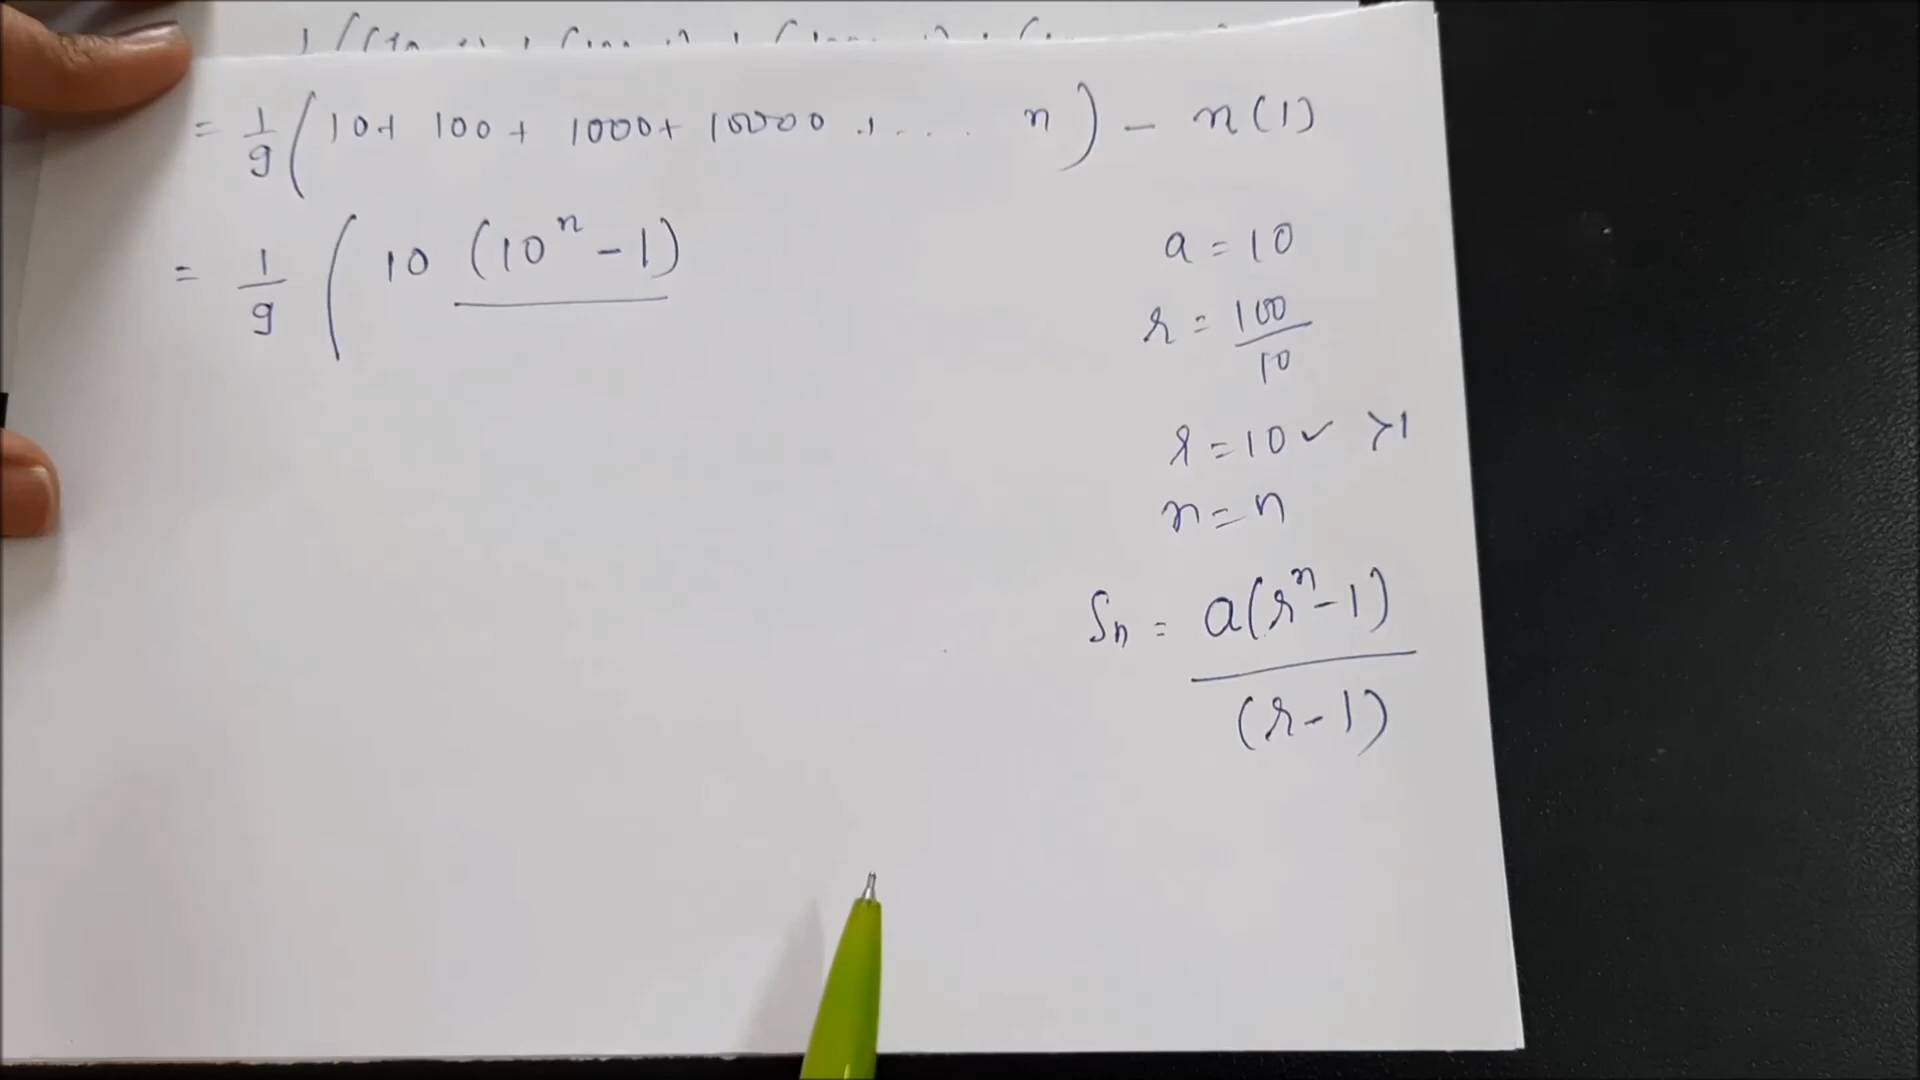 = 1/9 ( 10+ 100 + 1000+ 10000 + .... n ) - n(1)
= 1/9 ( 10 (10ⁿ - 1)
a = 10
r = 100/10
r = 10 ✓ >1
n = n
Sn = a(rⁿ-1)/(r-1)